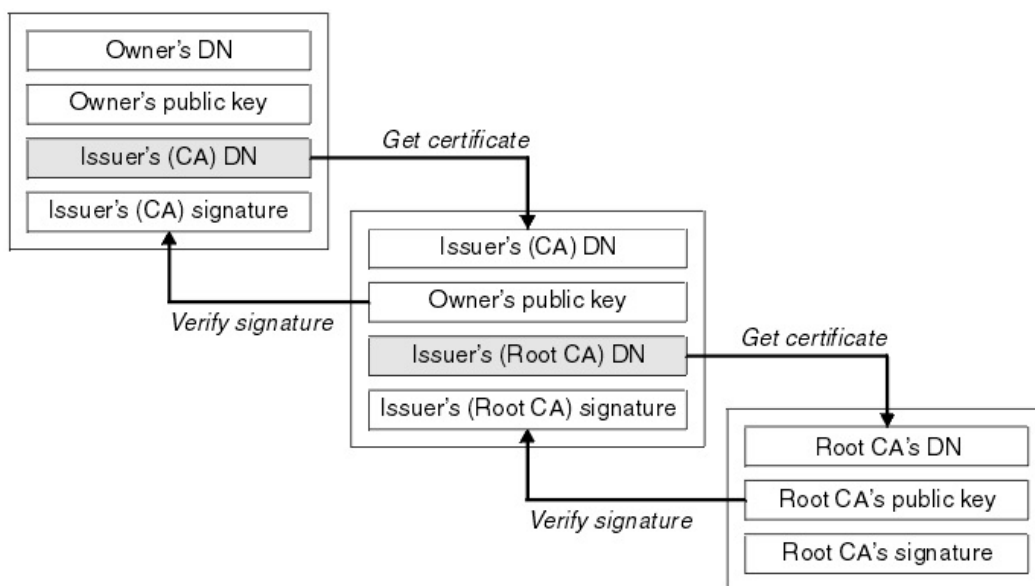 Owner's DN
Owner's public key
Issuer's (CA) DN
Issuer's (CA) signature
Get certificate
Verify signature
Issuer's (CA) DN
Owner's public key
Issuer's (Root CA) DN
Issuer's (Root CA) signature
Get certificate
Verify signature
Root CA's DN
Root CA's public key
Root CA's signature